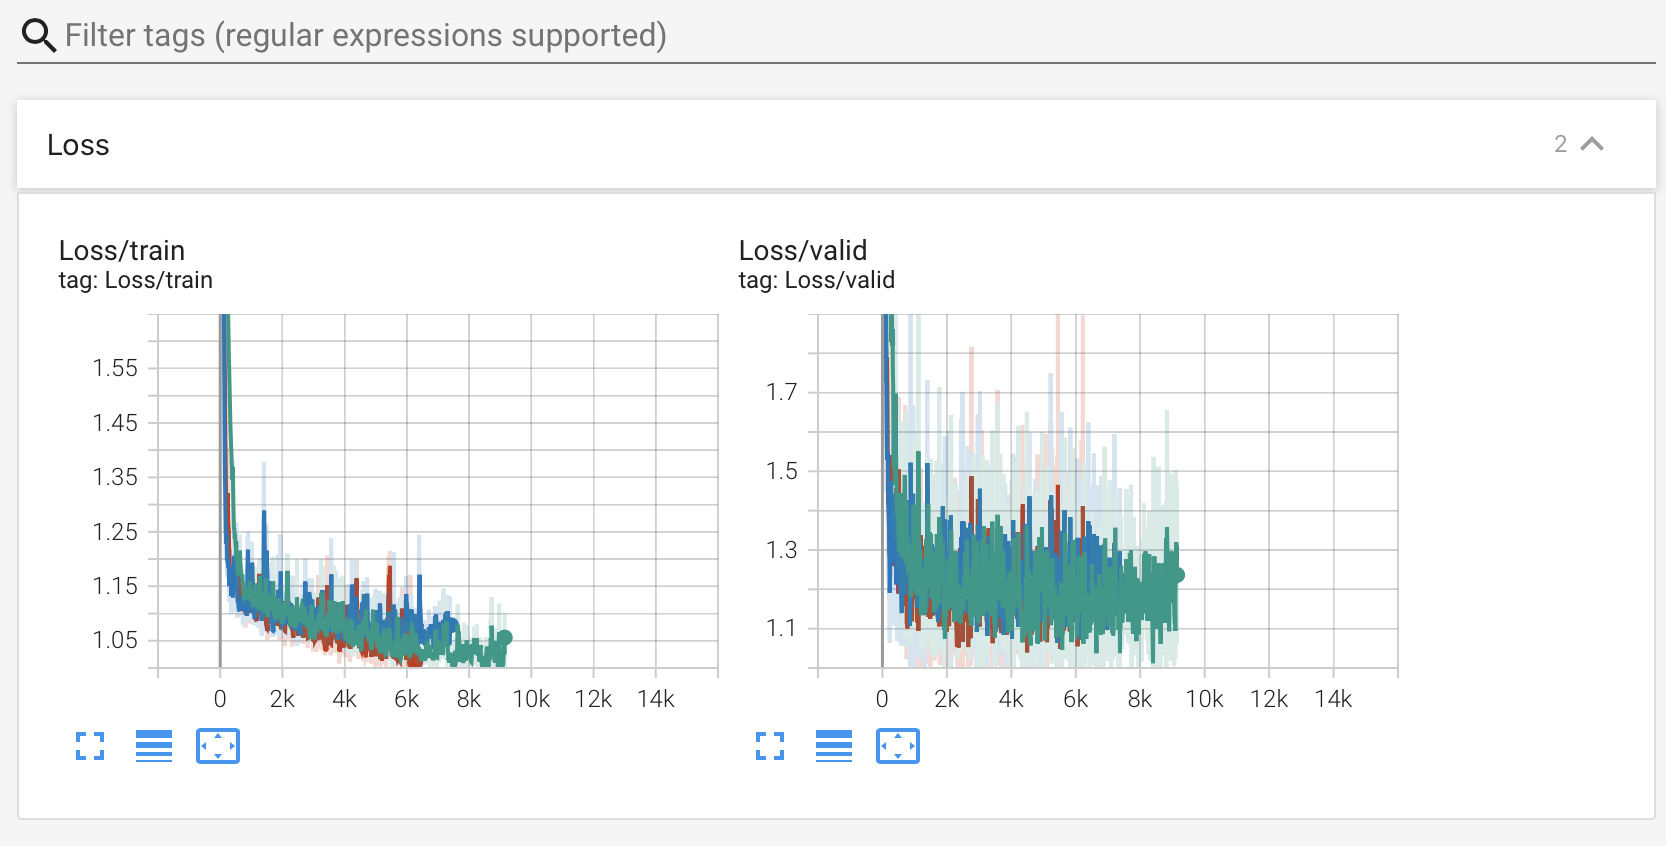 Filter tags (regular expressions supported)
Loss
2
Loss/train
tag: Loss/train
1.55
1.45
1.35
1.25
1.15
1.05
0 2k 4k 6k 8k 10k 12k 14k
Loss/valid
tag: Loss/valid
1.7
1.5
1.3
1.1
0 2k 4k 6k 8k 10k 12k 14k